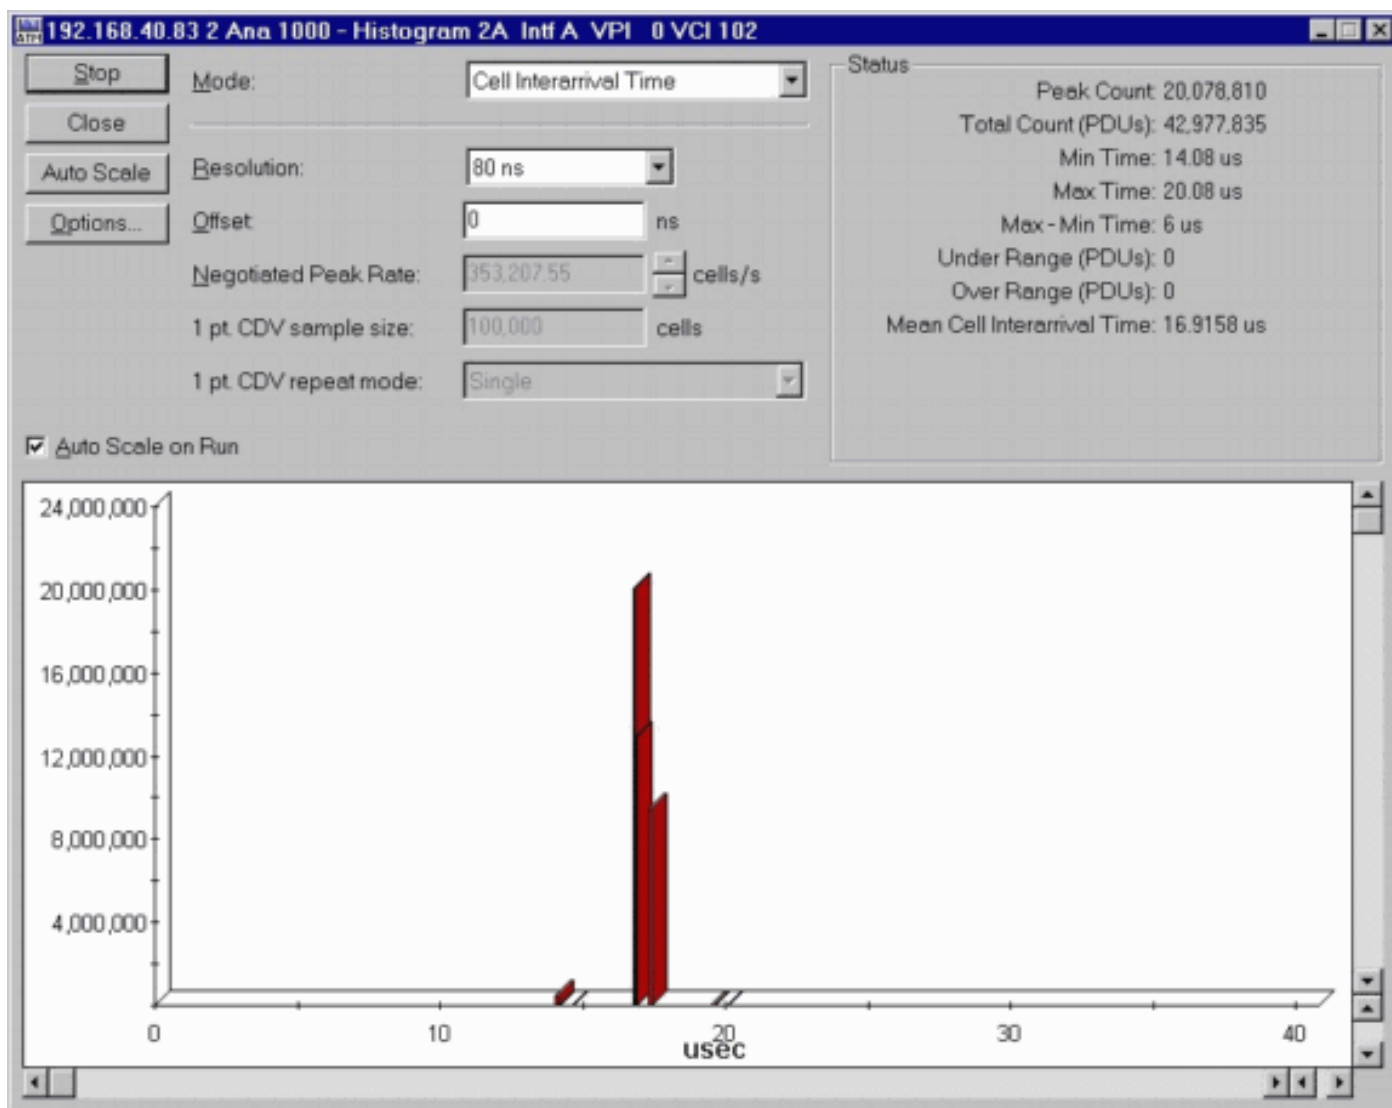 192.168.40.83 2 Ana 1000 - Histogram 2A Intf A VPI 0 VCI 102
Stop
Close
Auto Scale
Options...
Mode: Cell Interarrival Time
Resolution: 80 ns
Offset: 0 ns
Negotiated Peak Rate: 353,207.55 cells/s
1 pt. CDV sample size: 100,000 cells
1 pt. CDV repeat mode: Single
Auto Scale on Run
Status
Peak Count: 20,078,810
Total Count (PDUs): 42,977,835
Min Time: 14.08 us
Max Time: 20.08 us
Max - Min Time: 6 us
Under Range (PDUs): 0
Over Range (PDUs): 0
Mean Cell Interarrival Time: 16.9158 us
24,000,000
20,000,000
16,000,000
12,000,000
8,000,000
4,000,000
0 10 20 30 40
usec